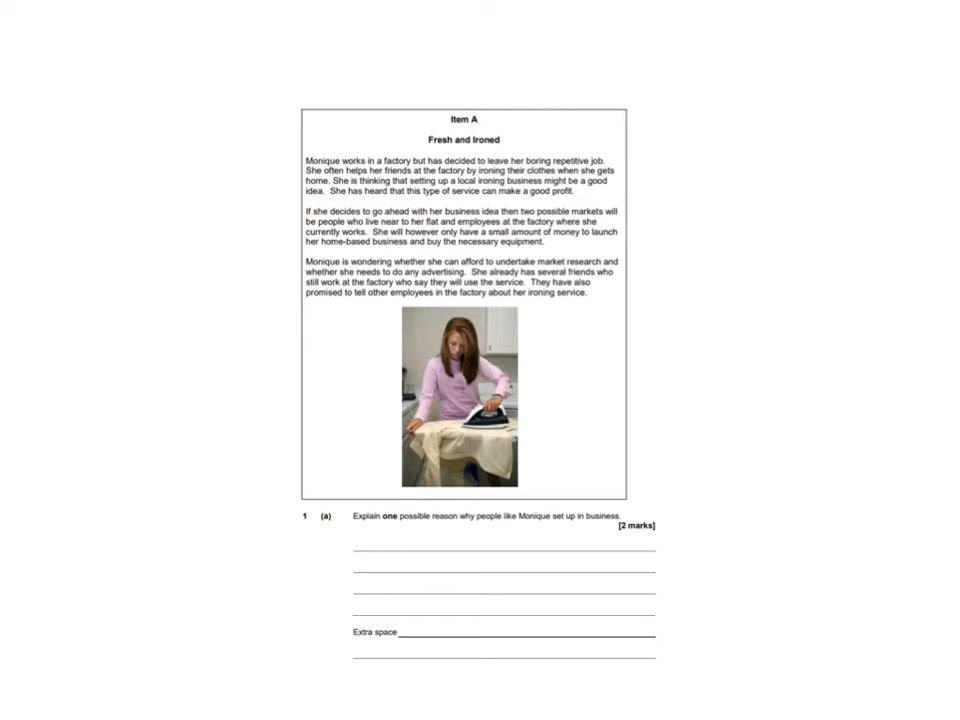 Item A
Fresh and Ironed
Monique works in a factory but has decided to leave her boring repetitive job.
She often helps her friends at the factory by ironing their clothes when she gets
home. She is thinking that setting up a local ironing business might be a good
idea. She has heard that this type of service can make a good profit.
If she decides to go ahead with her business idea then two possible markets will
be people who live near to her flat and employees at the factory where she
currently works. She will however only have a small amount of money to launch
her home-based business and buy the necessary equipment.
Monique is wondering whether she can afford to undertake market research and
whether she needs to do any advertising. She already has several friends who
still work at the factory who say they will use the service. They have also
promised to tell other employees in the factory about her ironing service.
1 (a) Explain one possible reason why people like Monique set up in business.
[2 marks]
Extra space